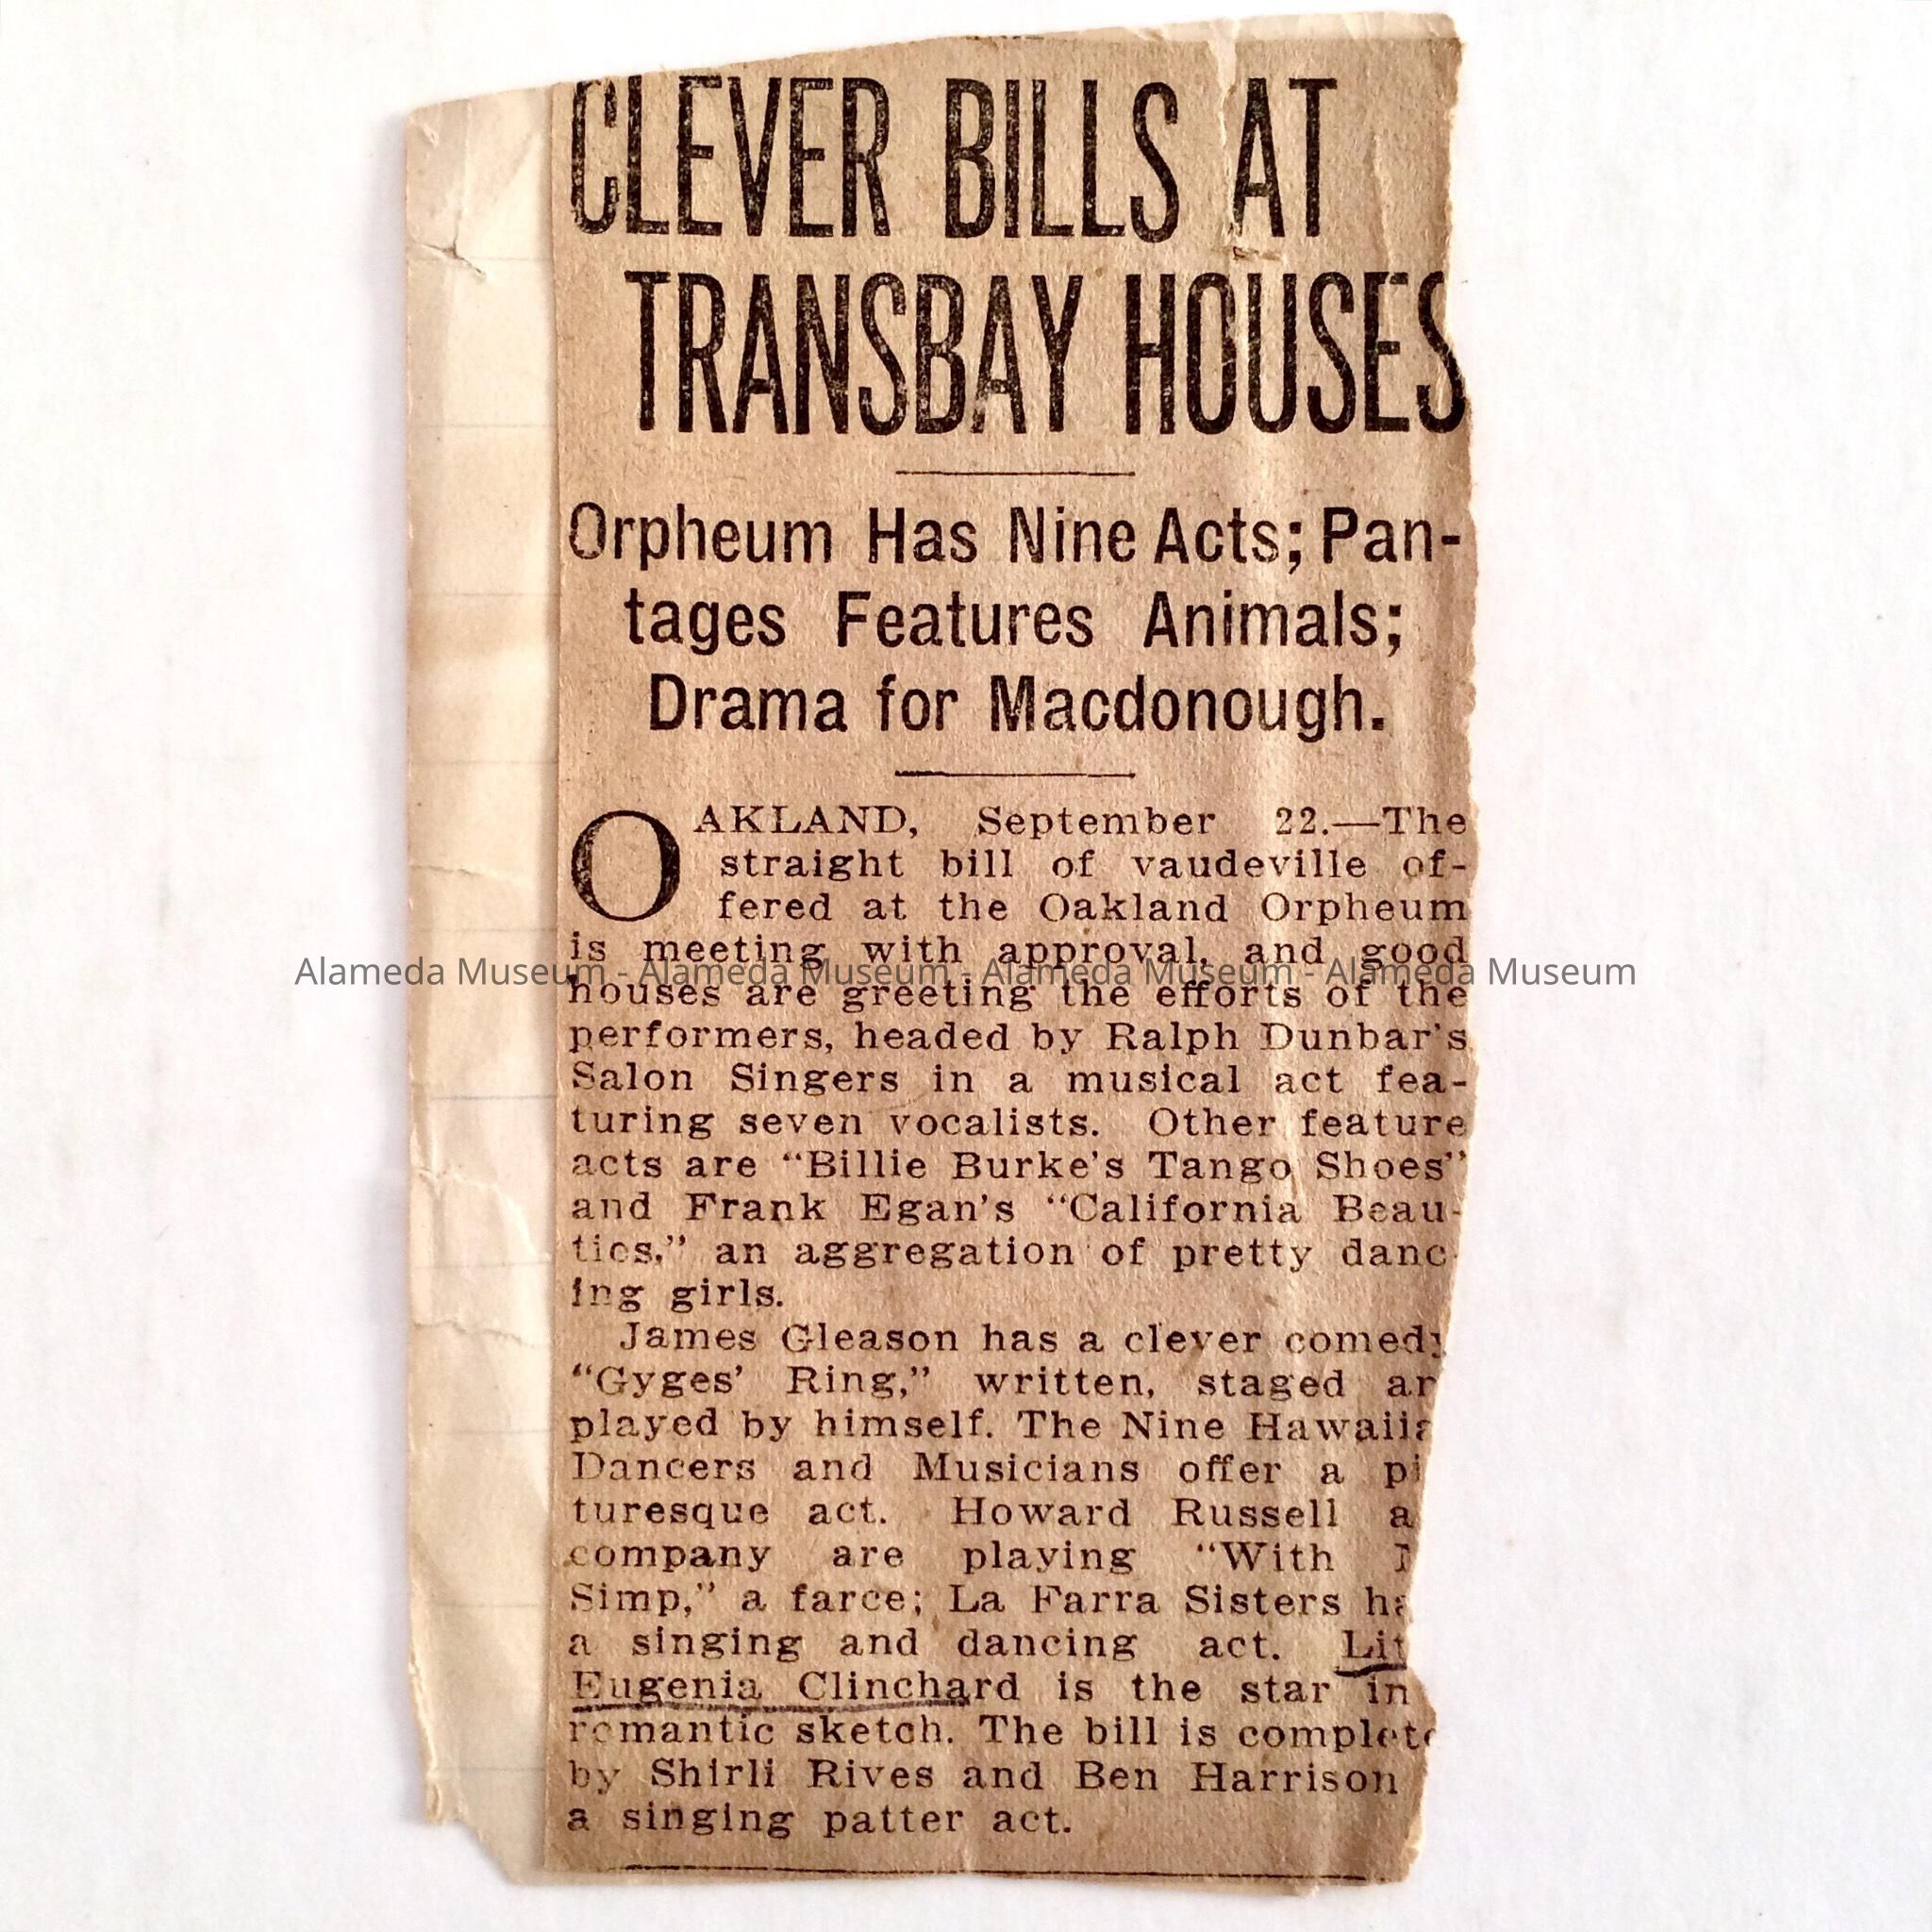 CLEVER BILLS AT
TRANSBAY HOUSES
Orpheum Has Nine Acts; Pan-
tages Features Animals;
Drama for Macdonough.
OAKLAND, September 22.—The
straight bill of vaudeville of-
fered at the Oakland Orpheum
is meeting with approval, and good
Alameda Museum - Alameda Museum - Alameda Museum - Alameda Museum
houses are greeting the efforts of the
performers, headed by Ralph Dunbar's
Salon Singers in a musical act fea-
turing seven vocalists. Other feature
acts are "Billie Burke's Tango Shoes"
and Frank Egan's "California Beau-
ties," an aggregation of pretty danc-
ing girls.
James Gleason has a clever comedy
"Gyges' Ring," written, staged
played by himself. The Nine
Dancers and Musicians offer a
turesque act. Howard Russell
company are playing "With
Simp," a farce; La Farra Sisters
a singing and dancing act.
Eugenia Clinchard is the star in
romantic sketch. The bill is
by Shirli Rives and Ben Harrison
a singing patter act.